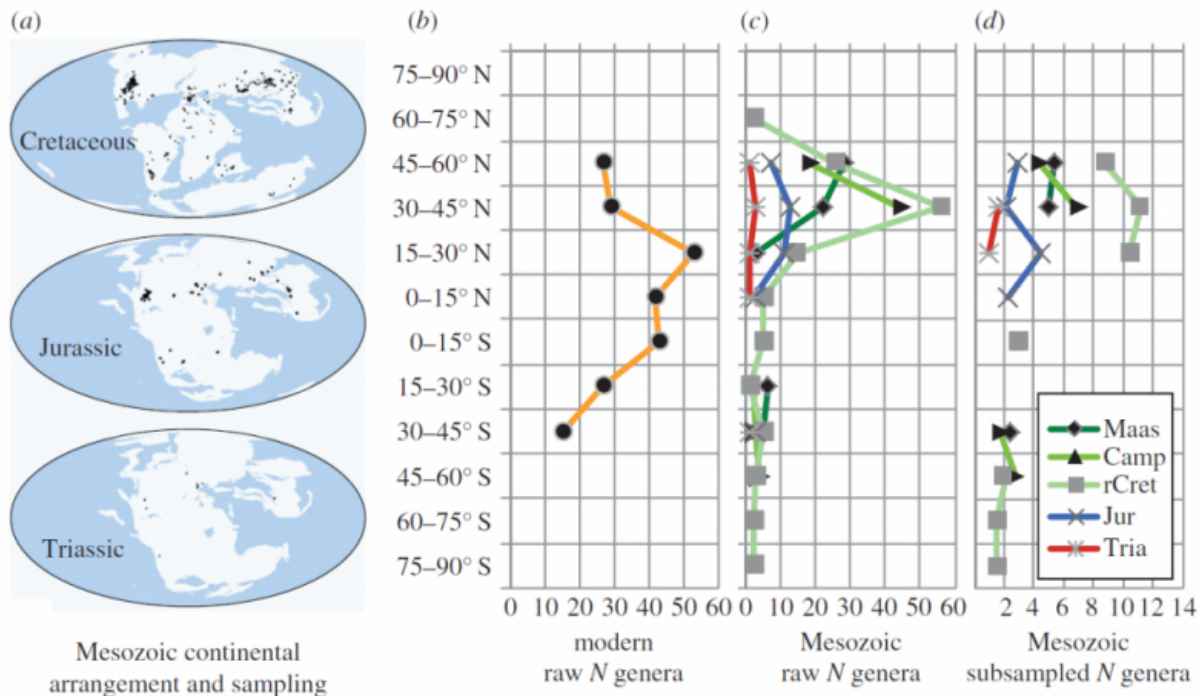 (a) (b) (c) (d)
Cretaceous
Jurassic
Triassic
Mesozoic continental
arrangement and sampling
75–90° N
60–75° N
45–60° N
30–45° N
15–30° N
0–15° N
0–15° S
15–30° S
30–45° S
45–60° S
60–75° S
75–90° S
0 10 20 30 40 50 60
modern
raw N genera
0 10 20 30 40 50 60
Mesozoic
raw N genera
Maas
Camp
rCret
Jur
Tria
2 4 6 8 10 12 14
Mesozoic
subsampled N genera